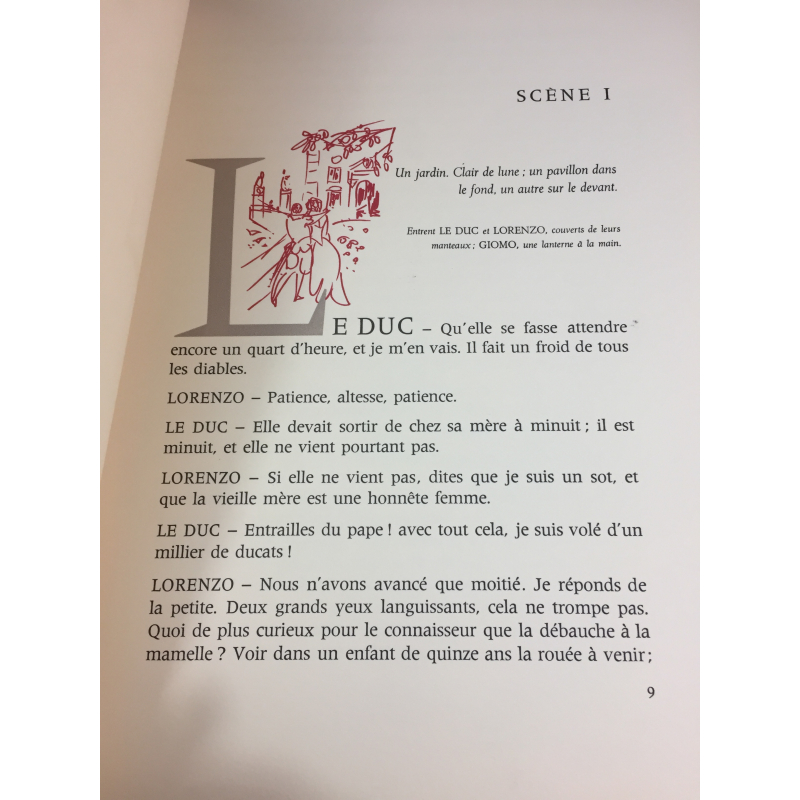 SCÈNE I
Un jardin. Clair de lune ; un pavillon dans
le fond, un autre sur le devant.
Entrent LE DUC et LORENZO, couverts de leurs
manteaux ; GIOMO, une lanterne à la main.
LE DUC – Qu'elle se fasse attendre
encore un quart d'heure, et je m'en vais. Il fait un froid de tous
les diables.
LORENZO – Patience, altesse, patience.
LE DUC – Elle devait sortir de chez sa mère à minuit ; il est
minuit, et elle ne vient pourtant pas.
LORENZO – Si elle ne vient pas, dites que je suis un sot, et
que la vieille mère est une honnête femme.
LE DUC – Entrailles du pape ! avec tout cela, je suis volé d'un
millier de ducats !
LORENZO – Nous n'avons avancé que moitié. Je réponds de
la petite. Deux grands yeux languissants, cela ne trompe pas.
Quoi de plus curieux pour le connaisseur que la débauche à la
mamelle ? Voir dans un enfant de quinze ans la rouée à venir ;
9